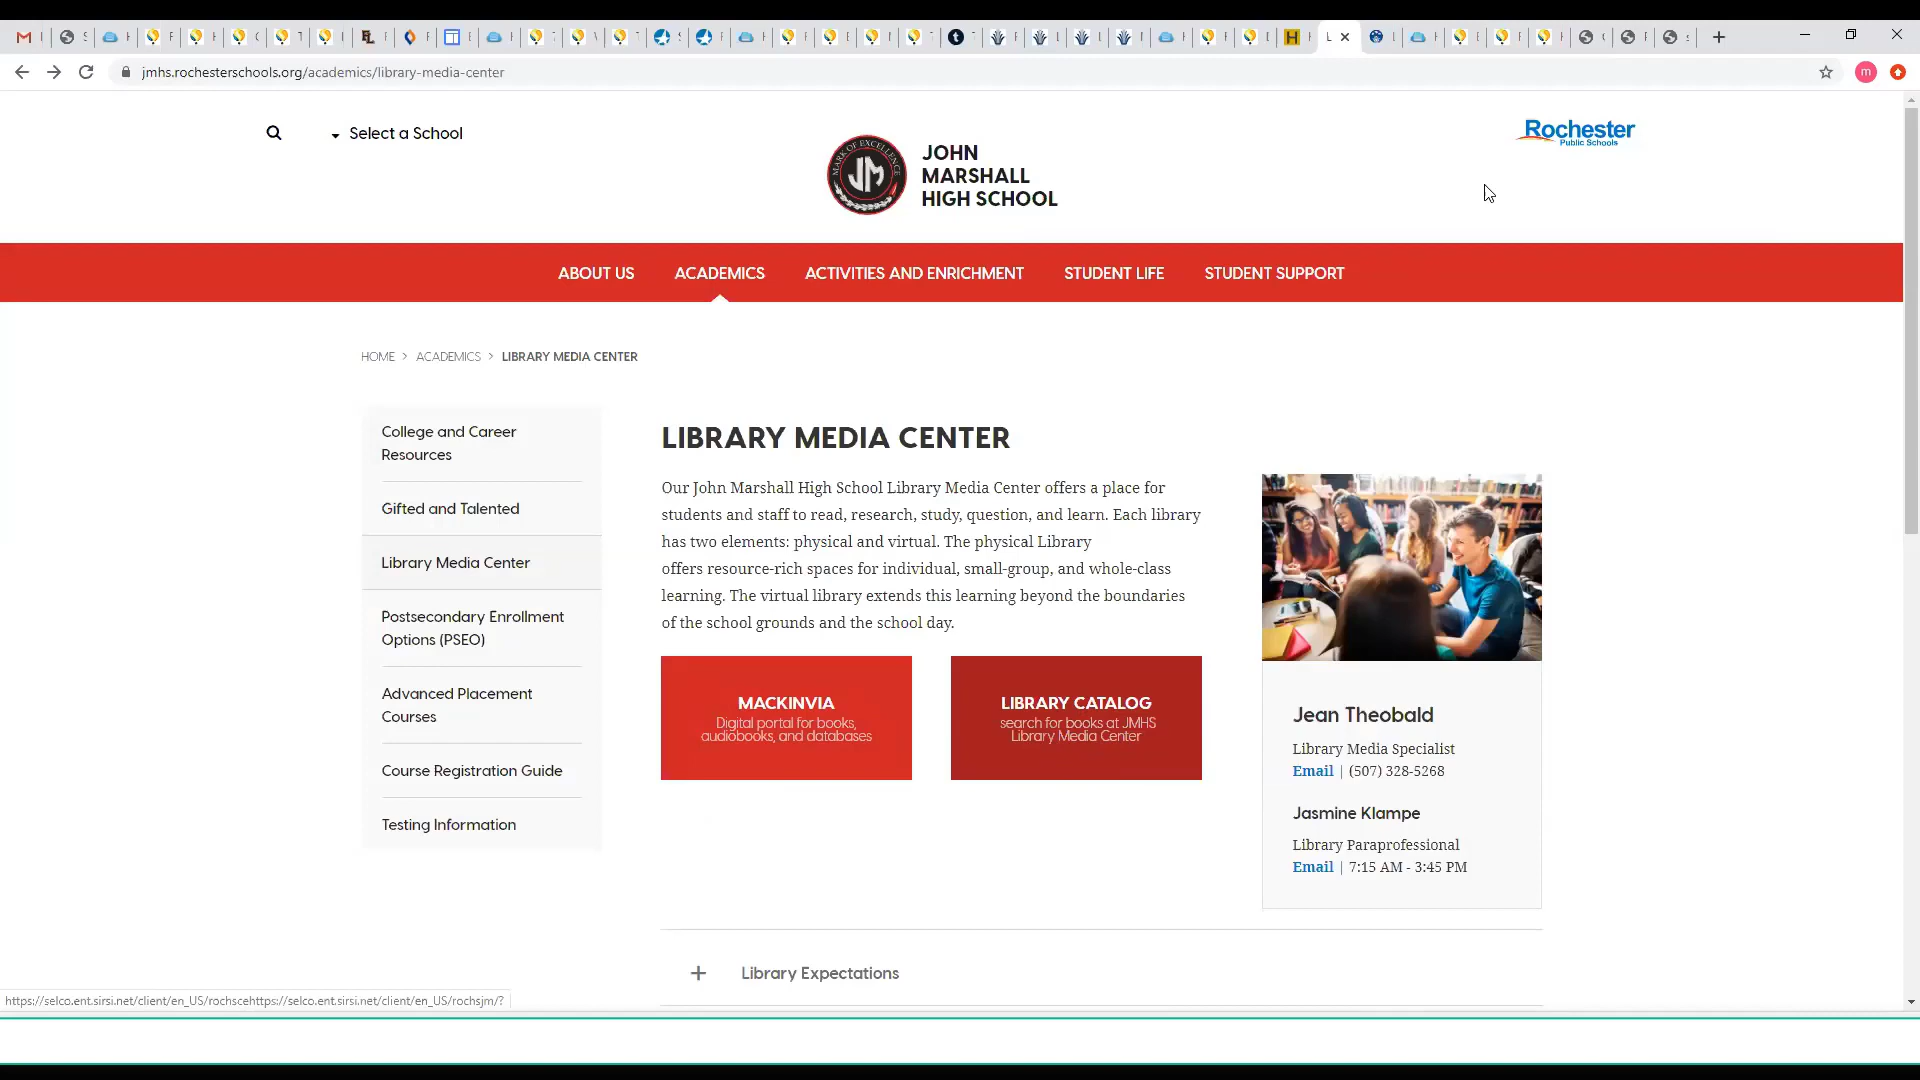 jmhs.rochesterschools.org/academics/library-media-center
m
Select a School
MARK OF EXCELLENCE
JM
JOHN
MARSHALL
HIGH SCHOOL
Rochester
Public Schools
ABOUT US ACADEMICS ACTIVITIES AND ENRICHMENT STUDENT LIFE STUDENT SUPPORT
HOME > ACADEMICS > LIBRARY MEDIA CENTER
College and Career
Resources
Gifted and Talented
Library Media Center
Postsecondary Enrollment
Options (PSEO)
Advanced Placement
Courses
Course Registration Guide
Testing Information
LIBRARY MEDIA CENTER
Our John Marshall High School Library Media Center offers a place for
students and staff to read, research, study, question, and learn. Each library
has two elements: physical and virtual. The physical Library
offers resource-rich spaces for individual, small-group, and whole-class
learning. The virtual library extends this learning beyond the boundaries
of the school grounds and the school day.
MACKINVIA
Digital portal for books,
audiobooks, and databases
LIBRARY CATALOG
search for books at JMHS
Library Media Center
Jean Theobald
Library Media Specialist
Email | (507) 328-5268
Jasmine Klampe
Library Paraprofessional
Email | 7:15 AM - 3:45 PM
+ Library Expectations
https://selco.ent.sirsi.net/client/en_US/rochscehttps://selco.ent.sirsi.net/client/en_US/rochsjm/?